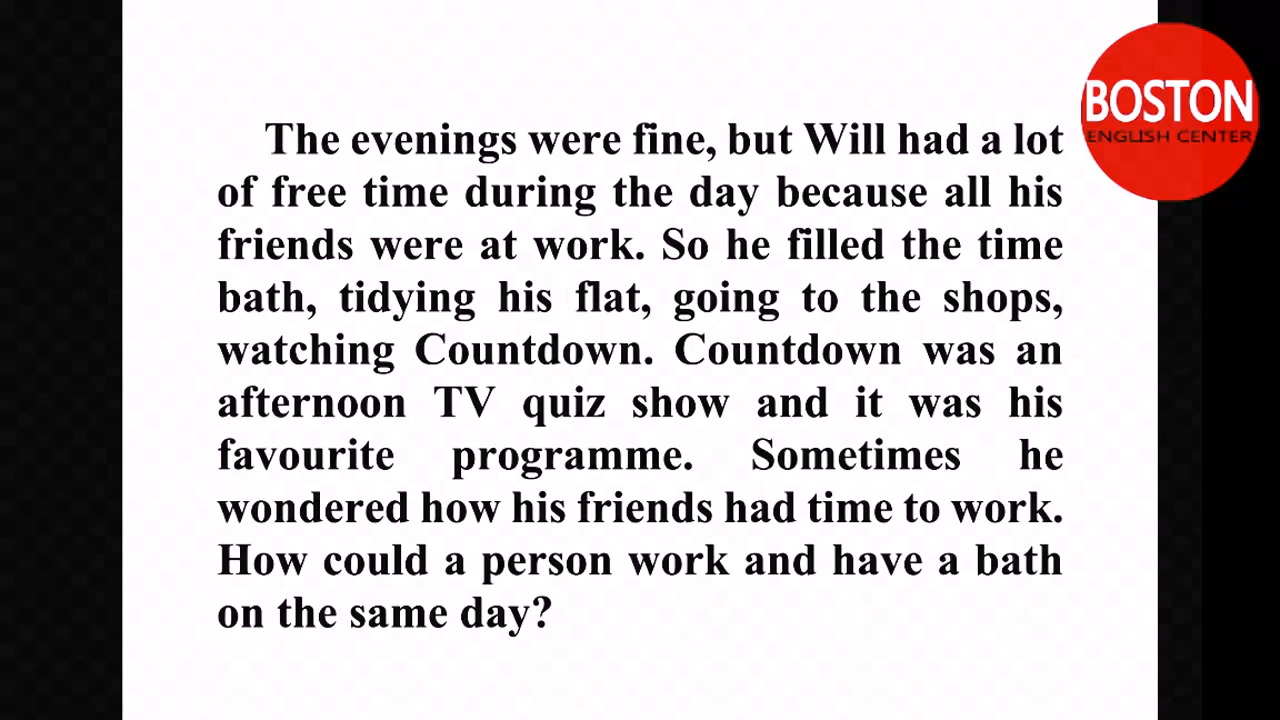 BOSTON
ENGLISH CENTER
The evenings were fine, but Will had a lot
of free time during the day because all his
friends were at work. So he filled the time
bath, tidying his flat, going to the shops,
watching Countdown. Countdown was an
afternoon TV quiz show and it was his
favourite programme. Sometimes he
wondered how his friends had time to work.
How could a person work and have a bath
on the same day?